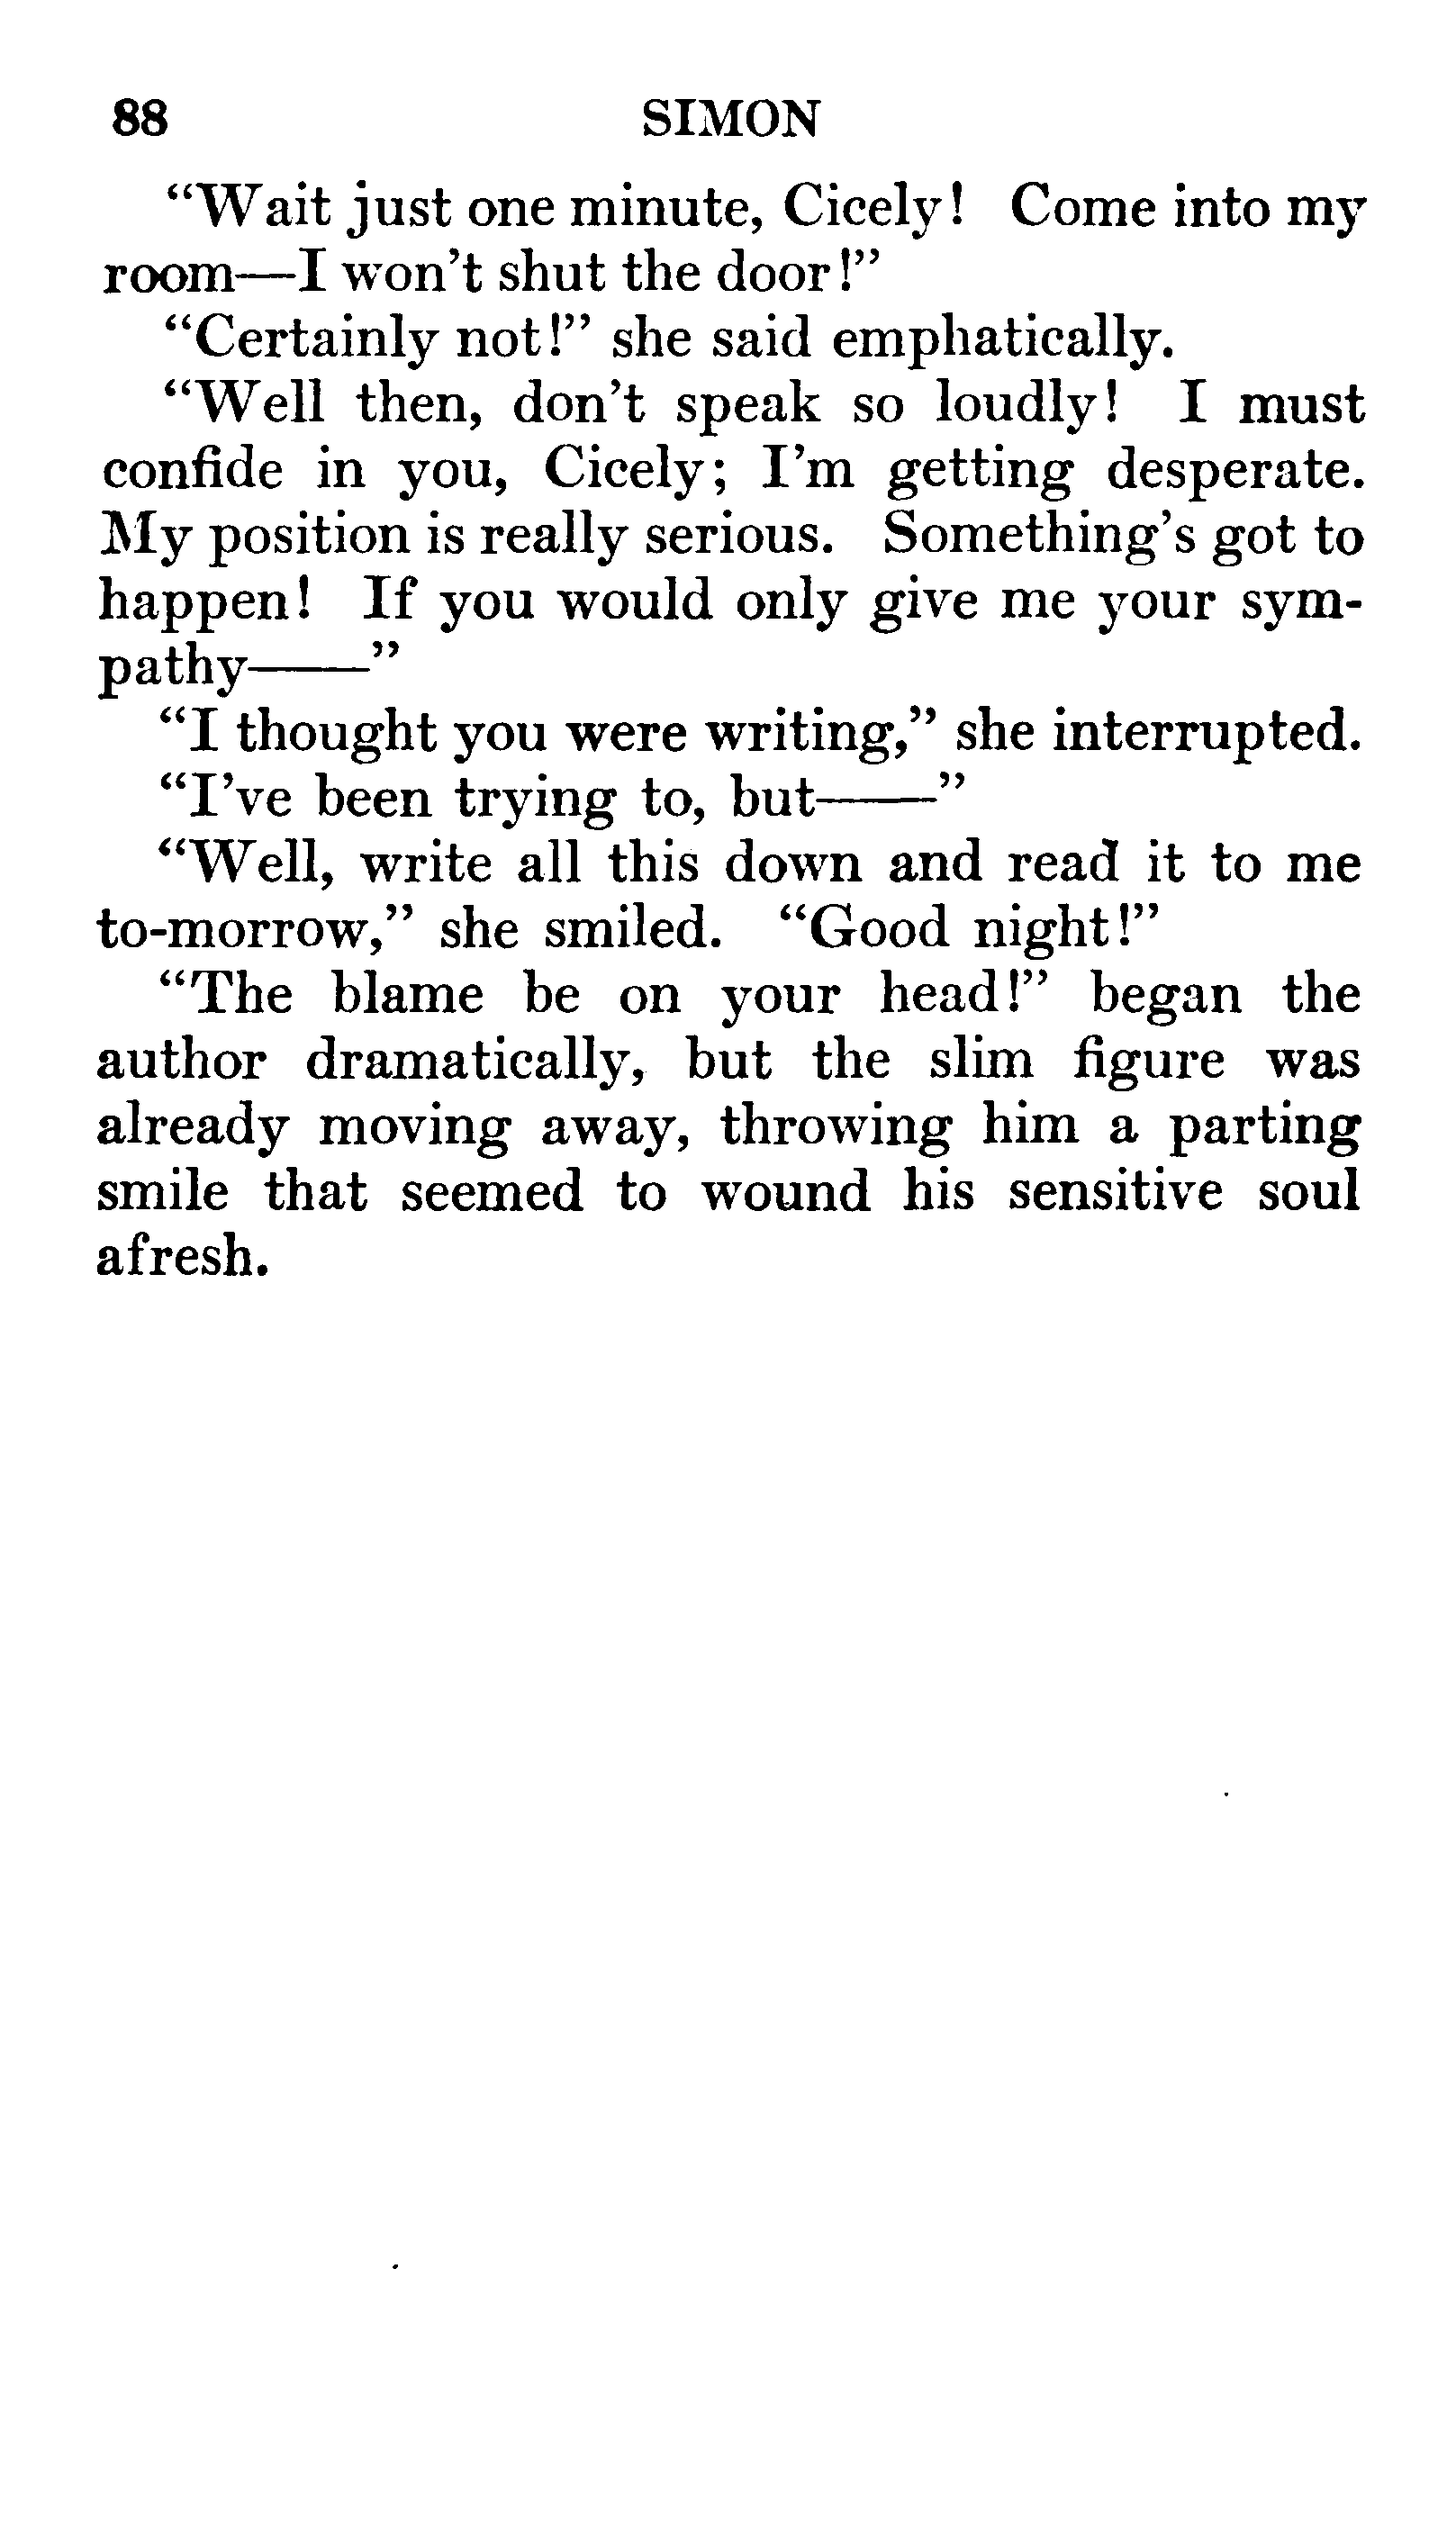 88 SIMON
“Wait just one minute, Cicely! Come into my
room—I won't shut the door!”
“Certainly not!” she said emphatically.
“Well then, don't speak so loudly! I must
confide in you, Cicely; I'm getting desperate.
My position is really serious. Something's got to
happen! If you would only give me your sym-
pathy——”
“I thought you were writing,” she interrupted.
“I've been trying to, but——”
“Well, write all this down and read it to me
to-morrow,” she smiled. “Good night!”
“The blame be on your head!” began the
author dramatically, but the slim figure was
already moving away, throwing him a parting
smile that seemed to wound his sensitive soul
afresh.